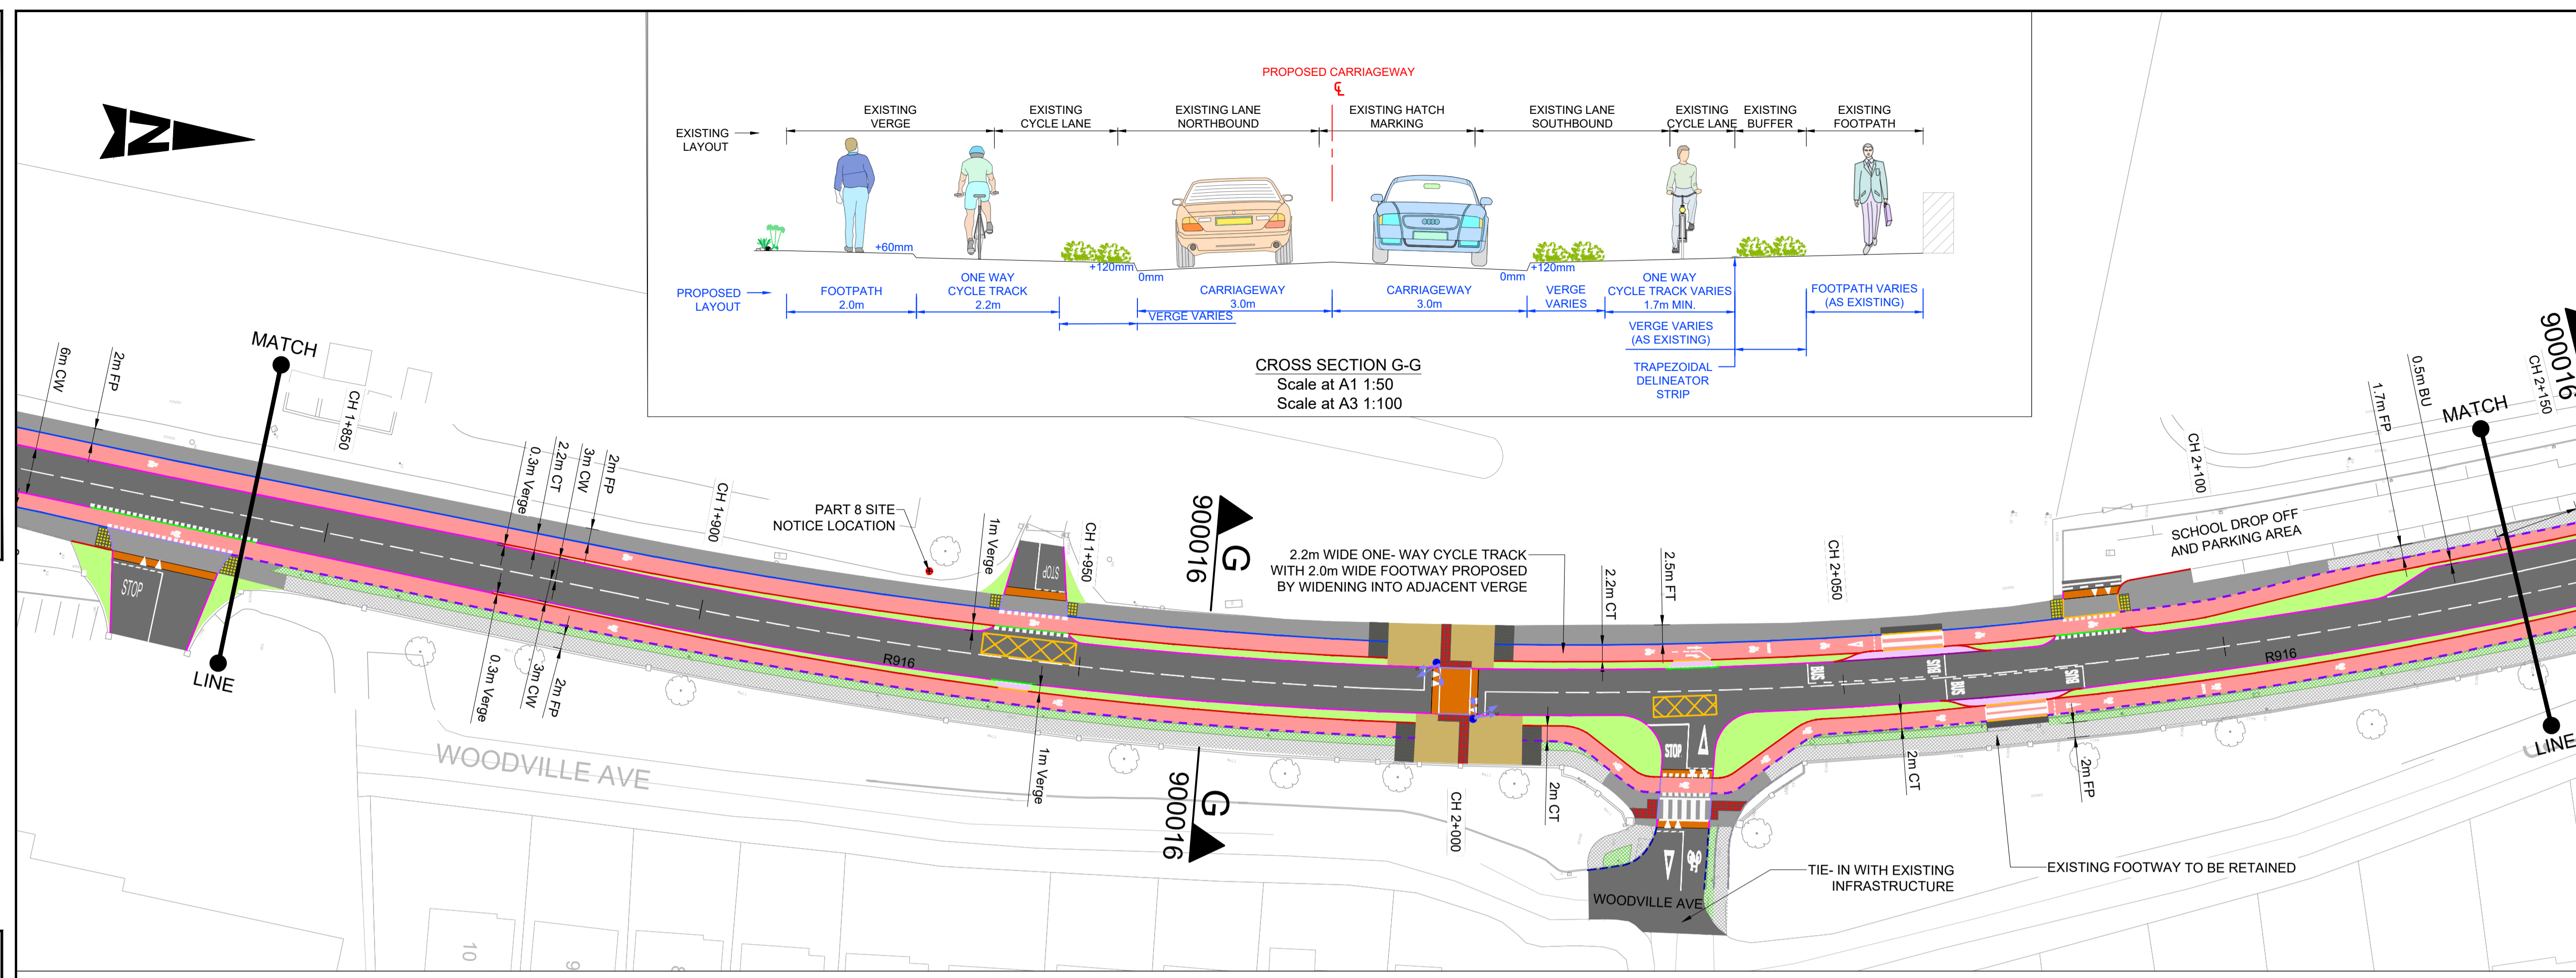 PROPOSED CARRIAGEWAY
℄
EXISTING
LAYOUT
EXISTING
VERGE
EXISTING
CYCLE LANE
EXISTING LANE
NORTHBOUND
EXISTING HATCH
MARKING
EXISTING LANE
SOUTHBOUND
EXISTING
CYCLE LANE
EXISTING
BUFFER
EXISTING
FOOTPATH
+60mm
+120mm
0mm
0mm
+120mm
PROPOSED
LAYOUT
FOOTPATH
2.0m
ONE WAY
CYCLE TRACK
2.2m
VERGE VARIES
CARRIAGEWAY
3.0m
CARRIAGEWAY
3.0m
VERGE
VARIES
ONE WAY
CYCLE TRACK VARIES
1.7m MIN.
FOOTPATH VARIES
(AS EXISTING)
VERGE VARIES
(AS EXISTING)
TRAPEZOIDAL
DELINEATOR
STRIP
CROSS SECTION G-G
Scale at A1 1:50
Scale at A3 1:100
N
6m CW
2m FP
MATCH
LINE
CH 1+850
STOP
0.3m Verge
2.2m CT
3m CW
2m FP
0.3m Verge
3m CW
2m FP
CH 1+900
PART 8 SITE
NOTICE LOCATION
1m Verge
STOP
CH 1+950
R916
1m Verge
WOODVILLE AVE
9000016
G
9000016
G
2.2m WIDE ONE- WAY CYCLE TRACK
WITH 2.0m WIDE FOOTWAY PROPOSED
BY WIDENING INTO ADJACENT VERGE
2.2m CT
2.5m FT
CH 2+000
2m CT
STOP
WOODVILLE AVE
TIE- IN WITH EXISTING
INFRASTRUCTURE
CH 2+050
BUS
BUS
BUS
BUS
2m CT
2m FP
EXISTING FOOTWAY TO BE RETAINED
SCHOOL DROP OFF
AND PARKING AREA
CH 2+100
1.7m FP
0.5m BU
R916
MATCH
LINE
CH 2+150
9000016
10
9
8